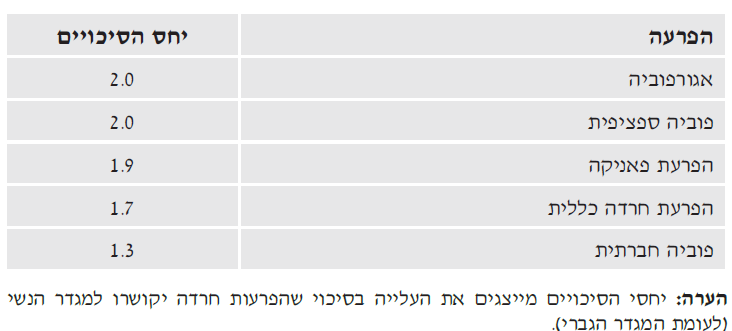 הפרעה יחס הסיכויים
אגורפוביה 2.0
פוביה ספציפית 2.0
הפרעת פאניקה 1.9
הפרעת חרדה כללית 1.7
פוביה חברתית 1.3
הערה: יחסי הסיכויים מייצגים את העלייה בסיכוי שהפרעות חרדה יקושרו למגדר הנשי
(לעומת המגדר הגברי).